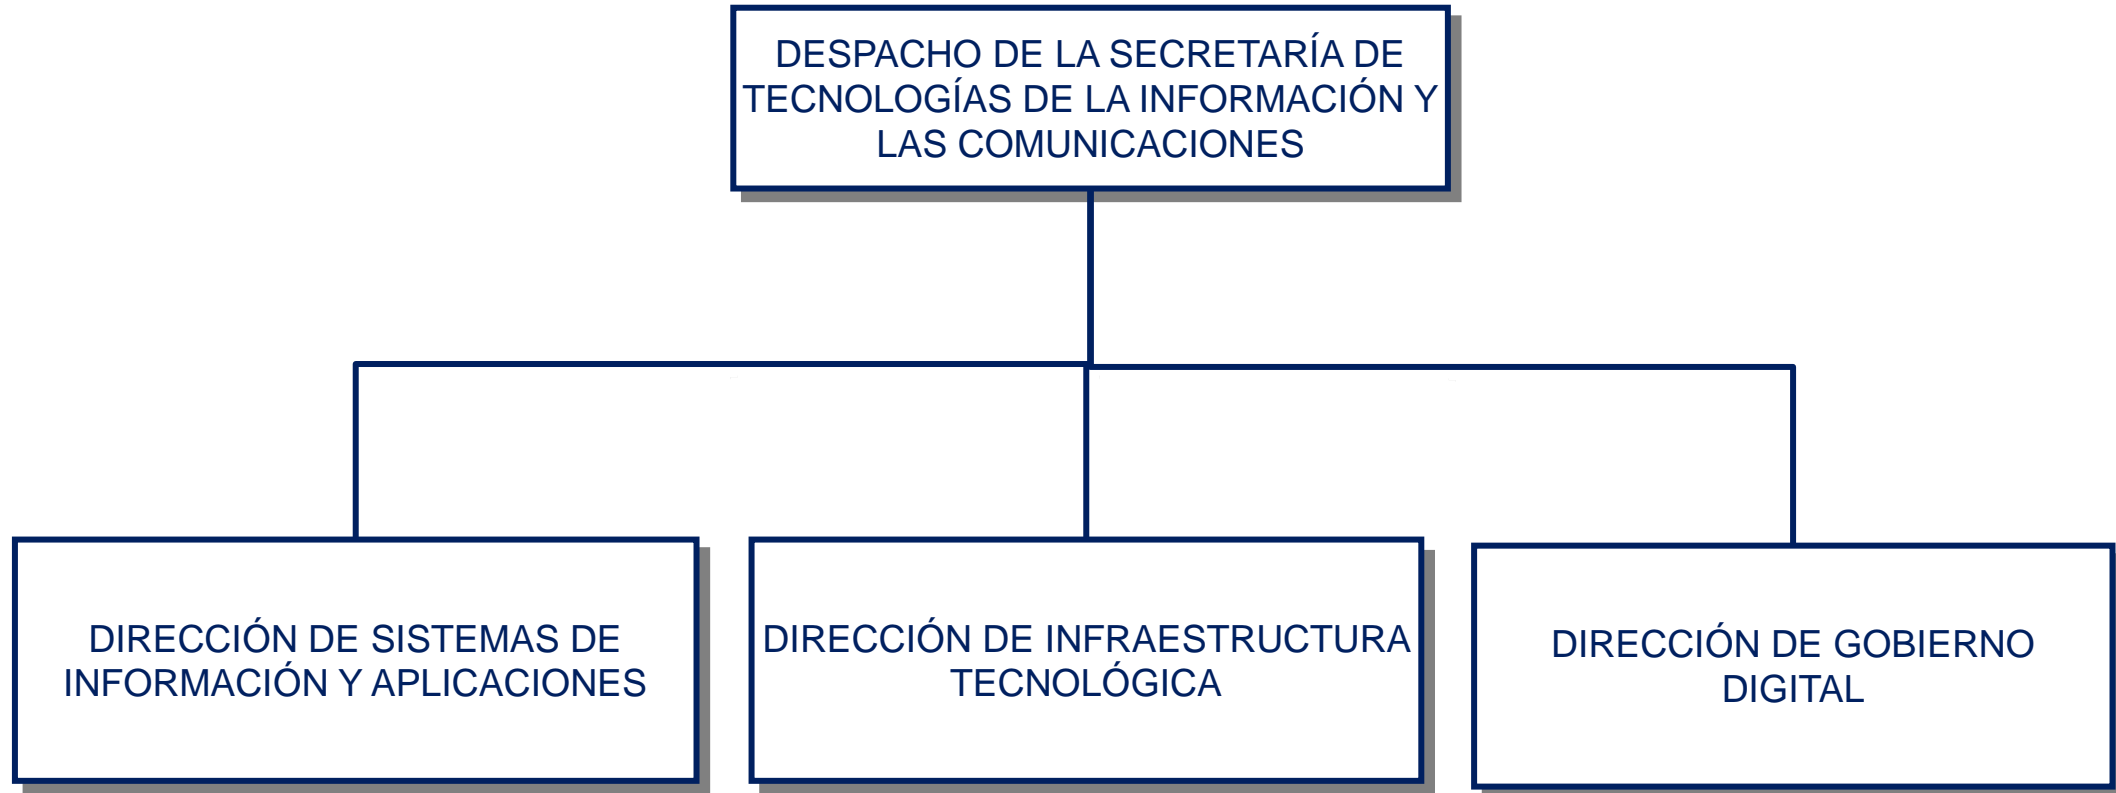 DESPACHO DE LA SECRETARÍA DE
TECNOLOGÍAS DE LA INFORMACIÓN Y
LAS COMUNICACIONES
DIRECCIÓN DE SISTEMAS DE
INFORMACIÓN Y APLICACIONES
DIRECCIÓN DE INFRAESTRUCTURA
TECNOLÓGICA
DIRECCIÓN DE GOBIERNO
DIGITAL